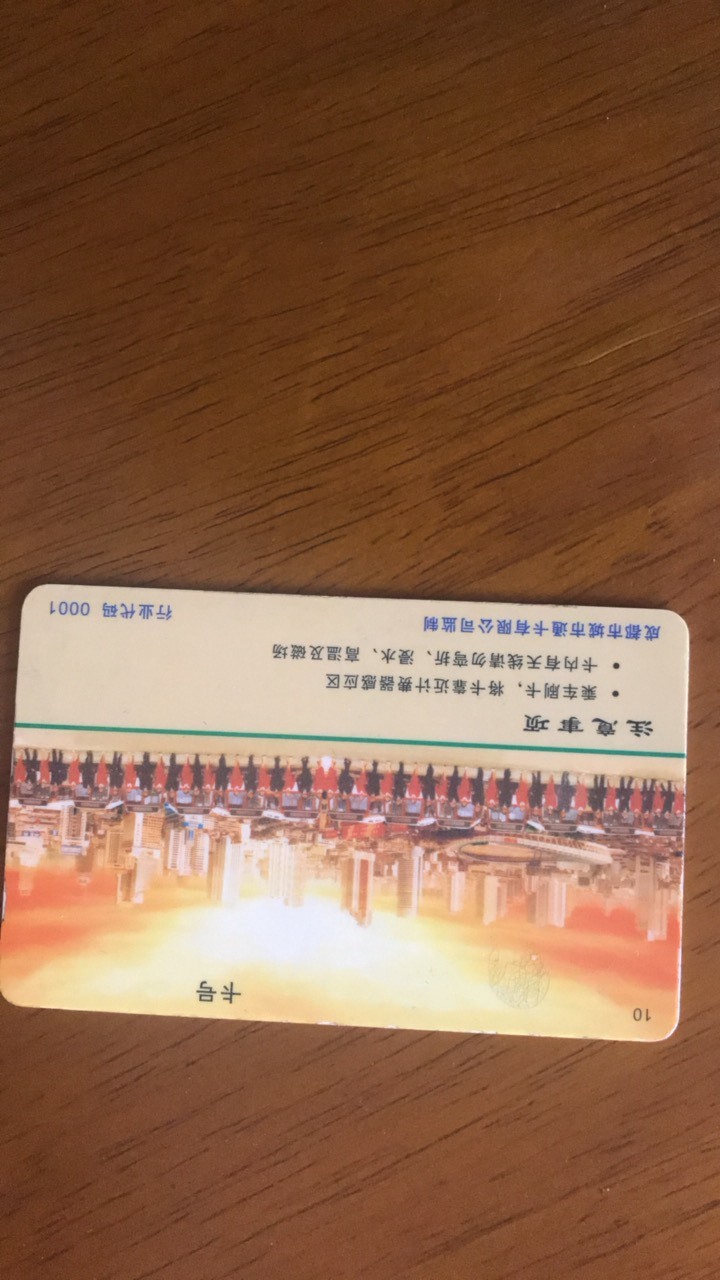 10
卡号
注意事项
• 乘车刷卡，将卡靠近计费器感应区
• 卡内有天线请勿弯折、浸水、高温及磁场
成都市城市通卡有限公司监制 行业代码 0001